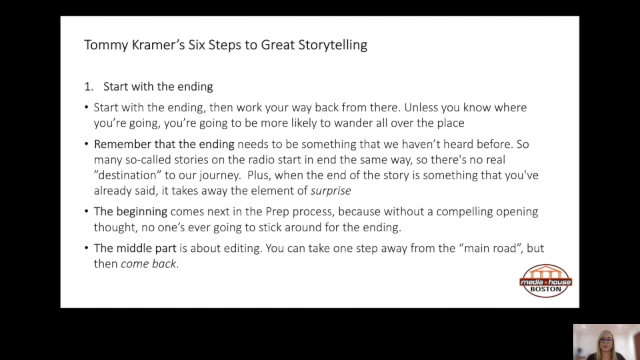 Tommy Kramer's Six Steps to Great Storytelling
1. Start with the ending
• Start with the ending, then work your way back from there. Unless you know where
you're going, you're going to be more likely to wander all over the place
• Remember that the ending needs to be something that we haven't heard before. So
many so-called stories on the radio start in end the same way, so there's no real
"destination" to our journey. Plus, when the end of the story is something that you've
already said, it takes away the element of surprise
• The beginning comes next in the Prep process, because without a compelling opening
thought, no one's ever going to stick around for the ending.
• The middle part is about editing. You can take one step away from the "main road", but
then come back.
media house
BOSTON